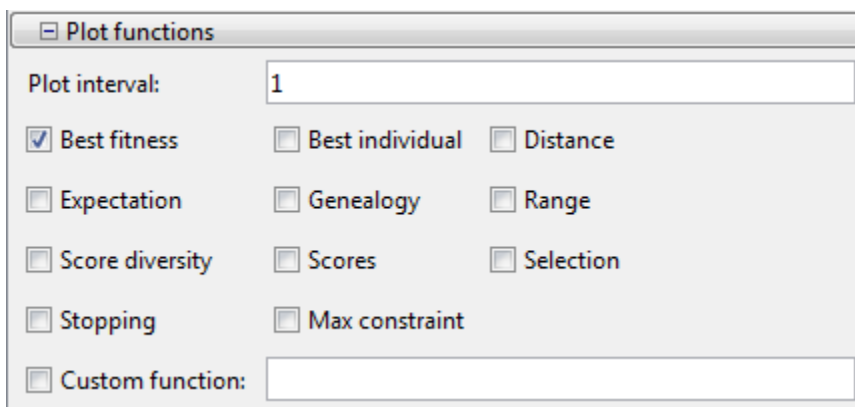 Plot functions
Plot interval: 1
Best fitness Best individual Distance
Expectation Genealogy Range
Score diversity Scores Selection
Stopping Max constraint
Custom function: